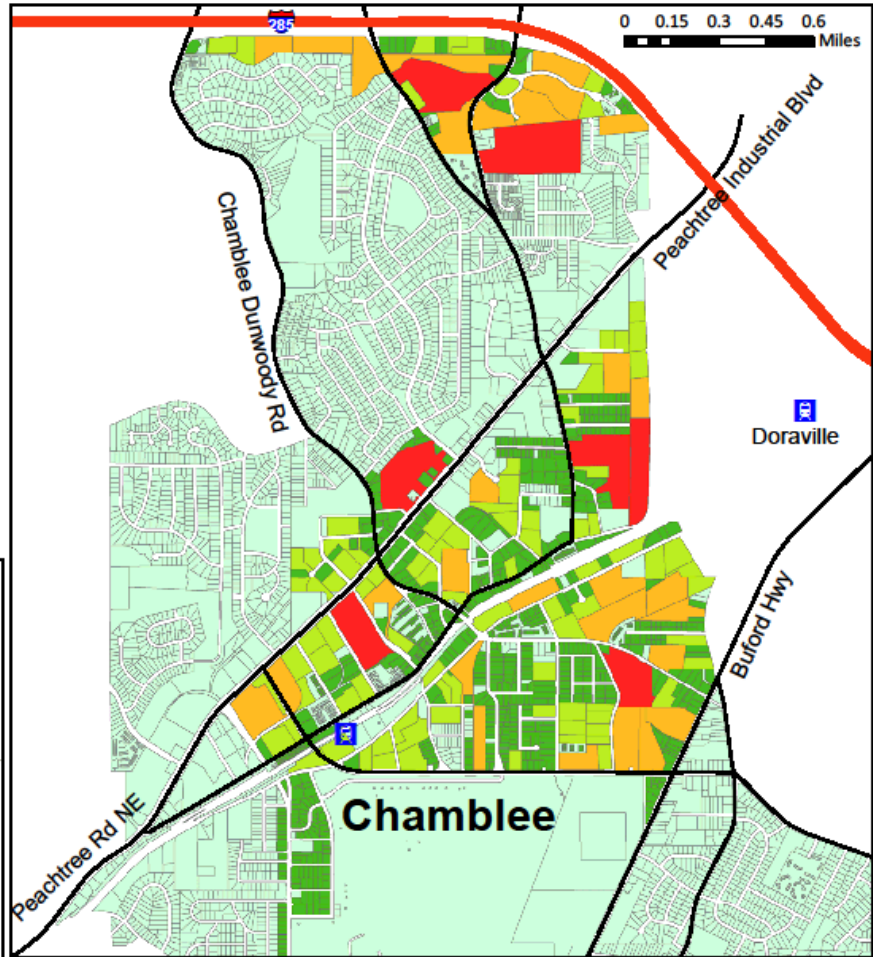 285
0 0.15 0.3 0.45 0.6
Miles
Peachtree Industrial Blvd
Chamblee Dunwoody Rd
Doraville
Buford Hwy
Chamblee
Peachtree Rd NE